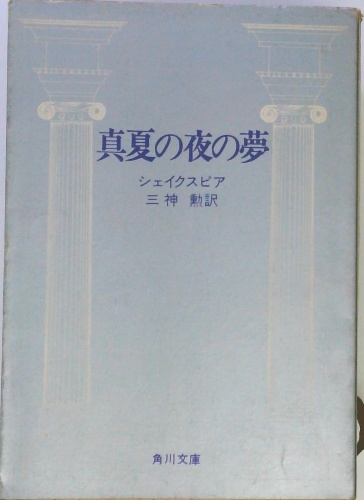 真夏の夜の夢
シェイクスピア
三神 勲訳
角川文庫